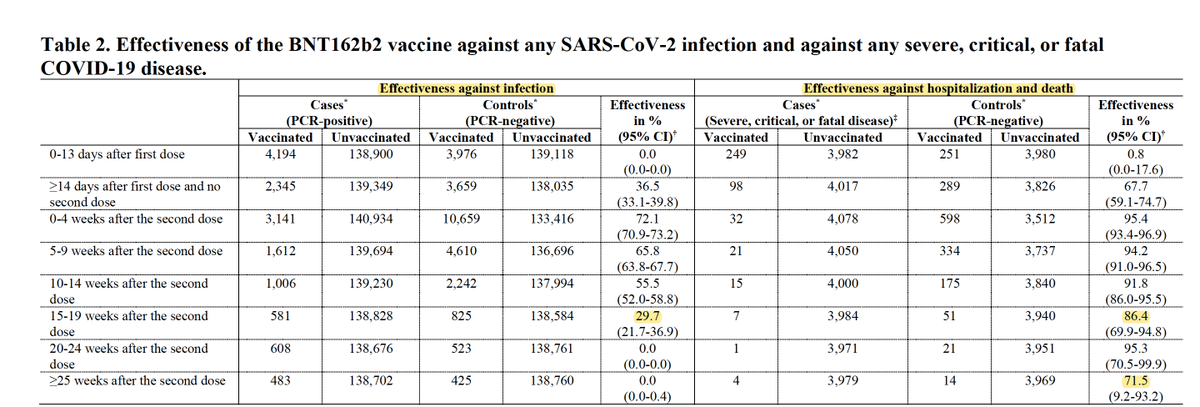 Table 2. Effectiveness of the BNT162b2 vaccine against any SARS-CoV-2 infection and against any severe, critical, or fatal
COVID-19 disease.
Effectiveness against infection Effectiveness against hospitalization and death
Cases* Controls* Effectiveness Cases* Controls* Effectiveness
(PCR-positive) (PCR-negative) in % (Severe, critical, or fatal disease)‡ (PCR-negative) in %
Vaccinated Unvaccinated Vaccinated Unvaccinated (95% CI)† Vaccinated Unvaccinated Vaccinated Unvaccinated (95% CI)†
0-13 days after first dose 4,194 138,900 3,976 139,118 0.0 249 3,982 251 3,980 0.8
(0.0-0.0) (0.0-17.6)
≥14 days after first dose and no 2,345 139,349 3,659 138,035 36.5 98 4,017 289 3,826 67.7
second dose (33.1-39.8) (59.1-74.7)
0-4 weeks after the second dose 3,141 140,934 10,659 133,416 72.1 32 4,078 598 3,512 95.4
(70.9-73.2) (93.4-96.9)
5-9 weeks after the second dose 1,612 139,694 4,610 136,696 65.8 21 4,050 334 3,737 94.2
(63.8-67.7) (91.0-96.5)
10-14 weeks after the second 1,006 139,230 2,242 137,994 55.5 15 4,000 175 3,840 91.8
dose (52.0-58.8) (86.0-95.5)
15-19 weeks after the second 581 138,828 825 138,584 29.7 7 3,984 51 3,940 86.4
dose (21.7-36.9) (69.9-94.8)
20-24 weeks after the second 608 138,676 523 138,761 0.0 1 3,971 21 3,951 95.3
dose (0.0-0.0) (70.5-99.9)
≥25 weeks after the second dose 483 138,702 425 138,760 0.0 4 3,979 14 3,969 71.5
(0.0-0.4) (9.2-93.2)